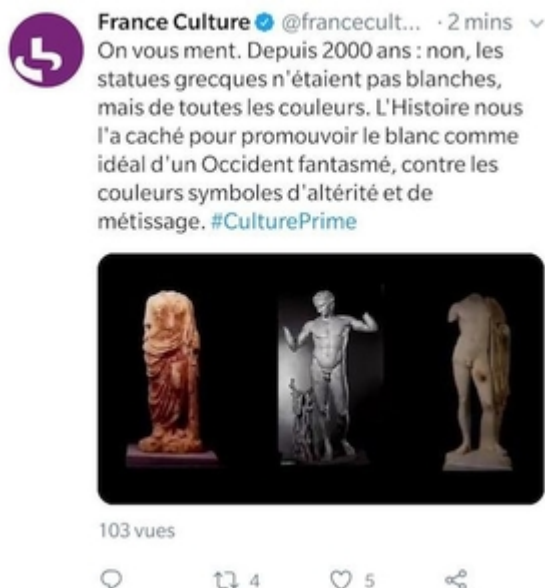 France Culture @francecult... · 2 mins
On vous ment. Depuis 2000 ans : non, les
statues grecques n'étaient pas blanches,
mais de toutes les couleurs. L'Histoire nous
l'a caché pour promouvoir le blanc comme
idéal d'un Occident fantasmé, contre les
couleurs symboles d'altérité et de
métissage. #CulturePrime
103 vues
4 5